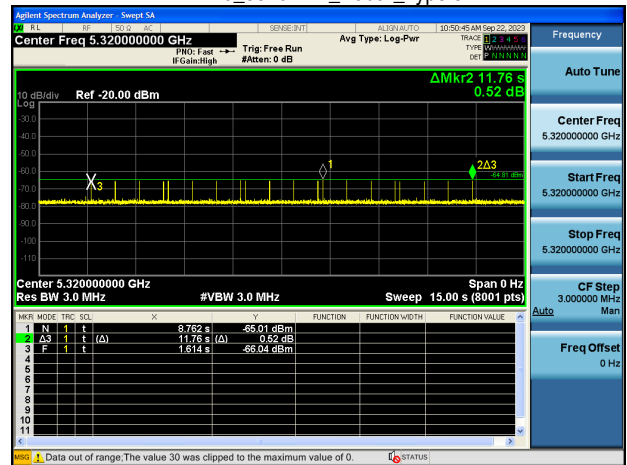 Agilent Spectrum Analyzer - Swept SA
RL RF 50 Ω AC SENSE:INT ALIGN AUTO 10:50:45 AM Sep 22, 2023
Center Freq 5.320000000 GHz
Avg Type: Log-Pwr
TRACE 1 2 3 4 5 6
PNO: Fast
Trig: Free Run
TYPE
IFGain:High
#Atten: 0 dB
DET P N N N N N
ΔMkr2 11.76 s
0.52 dB
10 dB/div Ref -20.00 dBm
Log
-30.0
-40.0
-50.0
-60.0
-70.0
-80.0
-90.0
-100
-110
X3
1
2Δ3
-64.81 dBm
Center 5.320000000 GHz Span 0 Hz
Res BW 3.0 MHz #VBW 3.0 MHz Sweep 15.00 s (8001 pts)
MKR MODE TRC SCL X Y FUNCTION FUNCTION WIDTH FUNCTION VALUE
1 N 1 t 8.762 s -65.01 dBm
2 Δ3 1 t (Δ) 11.76 s (Δ) 0.52 dB
3 F 1 t 1.614 s -66.04 dBm
4
5
6
7
8
9
10
11
MSG Data out of range;The value 30 was clipped to the maximum value of 0. STATUS
Frequency
Auto Tune
Center Freq
5.320000000 GHz
Start Freq
5.320000000 GHz
Stop Freq
5.320000000 GHz
CF Step
3.000000 MHz
Auto Man
Freq Offset
0 Hz